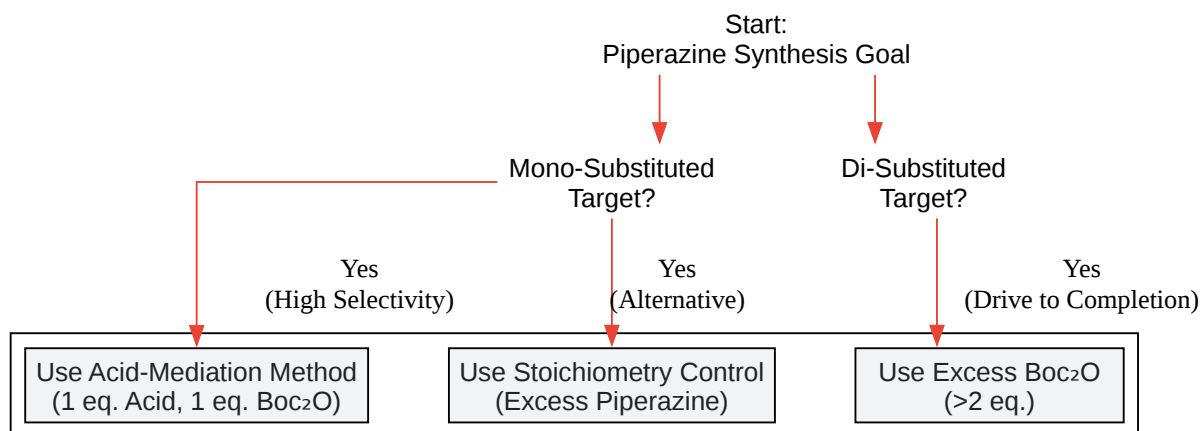 Start:
Piperazine Synthesis Goal
Mono-Substituted
Target?
Di-Substituted
Target?
Yes
(High Selectivity)
Yes
(Alternative)
Yes
(Drive to Completion)
Use Acid-Mediation Method
(1 eq. Acid, 1 eq. Boc₂O)
Use Stoichiometry Control
(Excess Piperazine)
Use Excess Boc₂O
(>2 eq.)